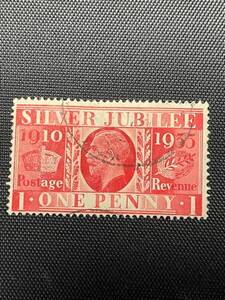 SILVER JUBILEE
1910 1935
Postage Revenue
1 ONE PENNY 1